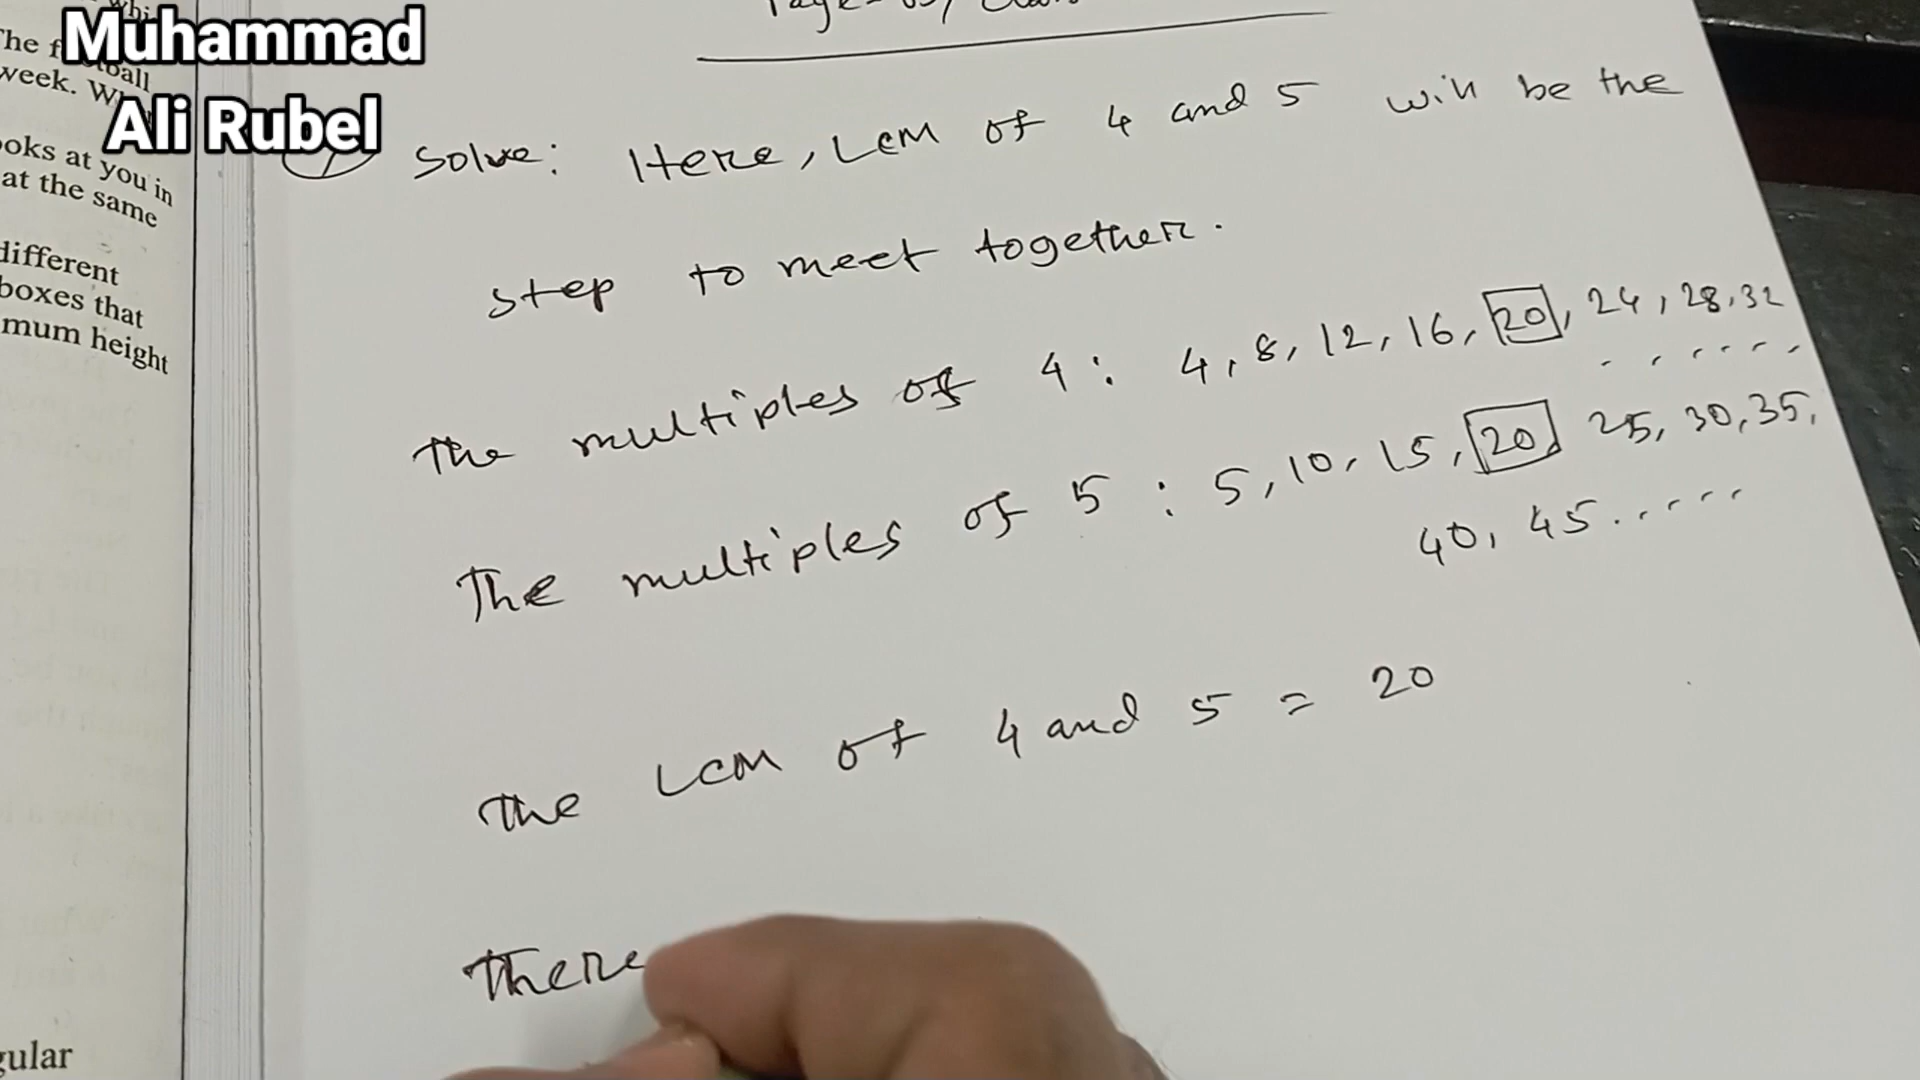 Muhammad
Ali Rubel
week.
looks at you in
at the same
different
boxes that
mum height
gular
Solve: Here, LCM of 4 and 5 will be the
step to meet together.
The multiples of 4: 4, 8, 12, 16, 20, 24, 28, 32
. . . . . .
The multiples of 5 : 5, 10, 15, 20, 25, 30, 35,
40, 45......
The LCM of 4 and 5 = 20
There